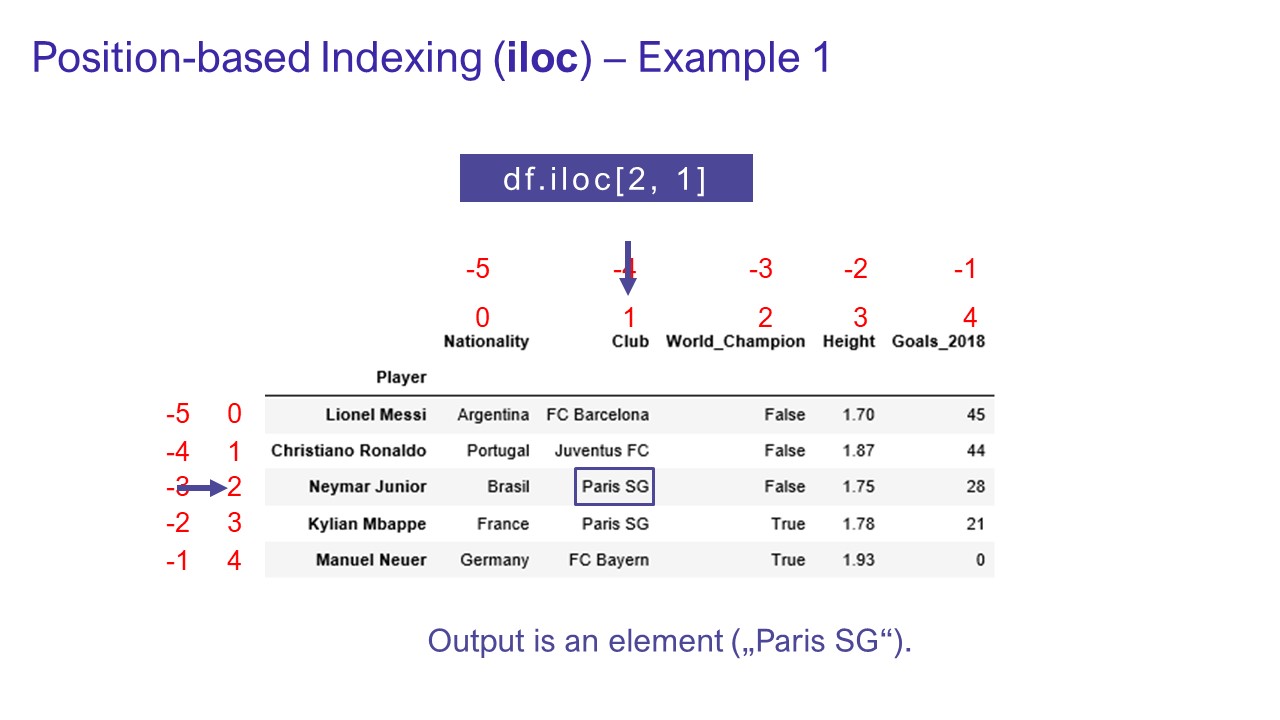 Position-based Indexing (iloc) – Example 1
df.iloc[2, 1]
-5 -4 -3 -2 -1
0 1 2 3 4
Nationality Club World_Champion Height Goals_2018
Player
-5 0 Lionel Messi Argentina FC Barcelona False 1.70 45
-4 1 Christiano Ronaldo Portugal Juventus FC False 1.87 44
-3 2 Neymar Junior Brasil Paris SG False 1.75 28
-2 3 Kylian Mbappe France Paris SG True 1.78 21
-1 4 Manuel Neuer Germany FC Bayern True 1.93 0
Output is an element („Paris SG“).